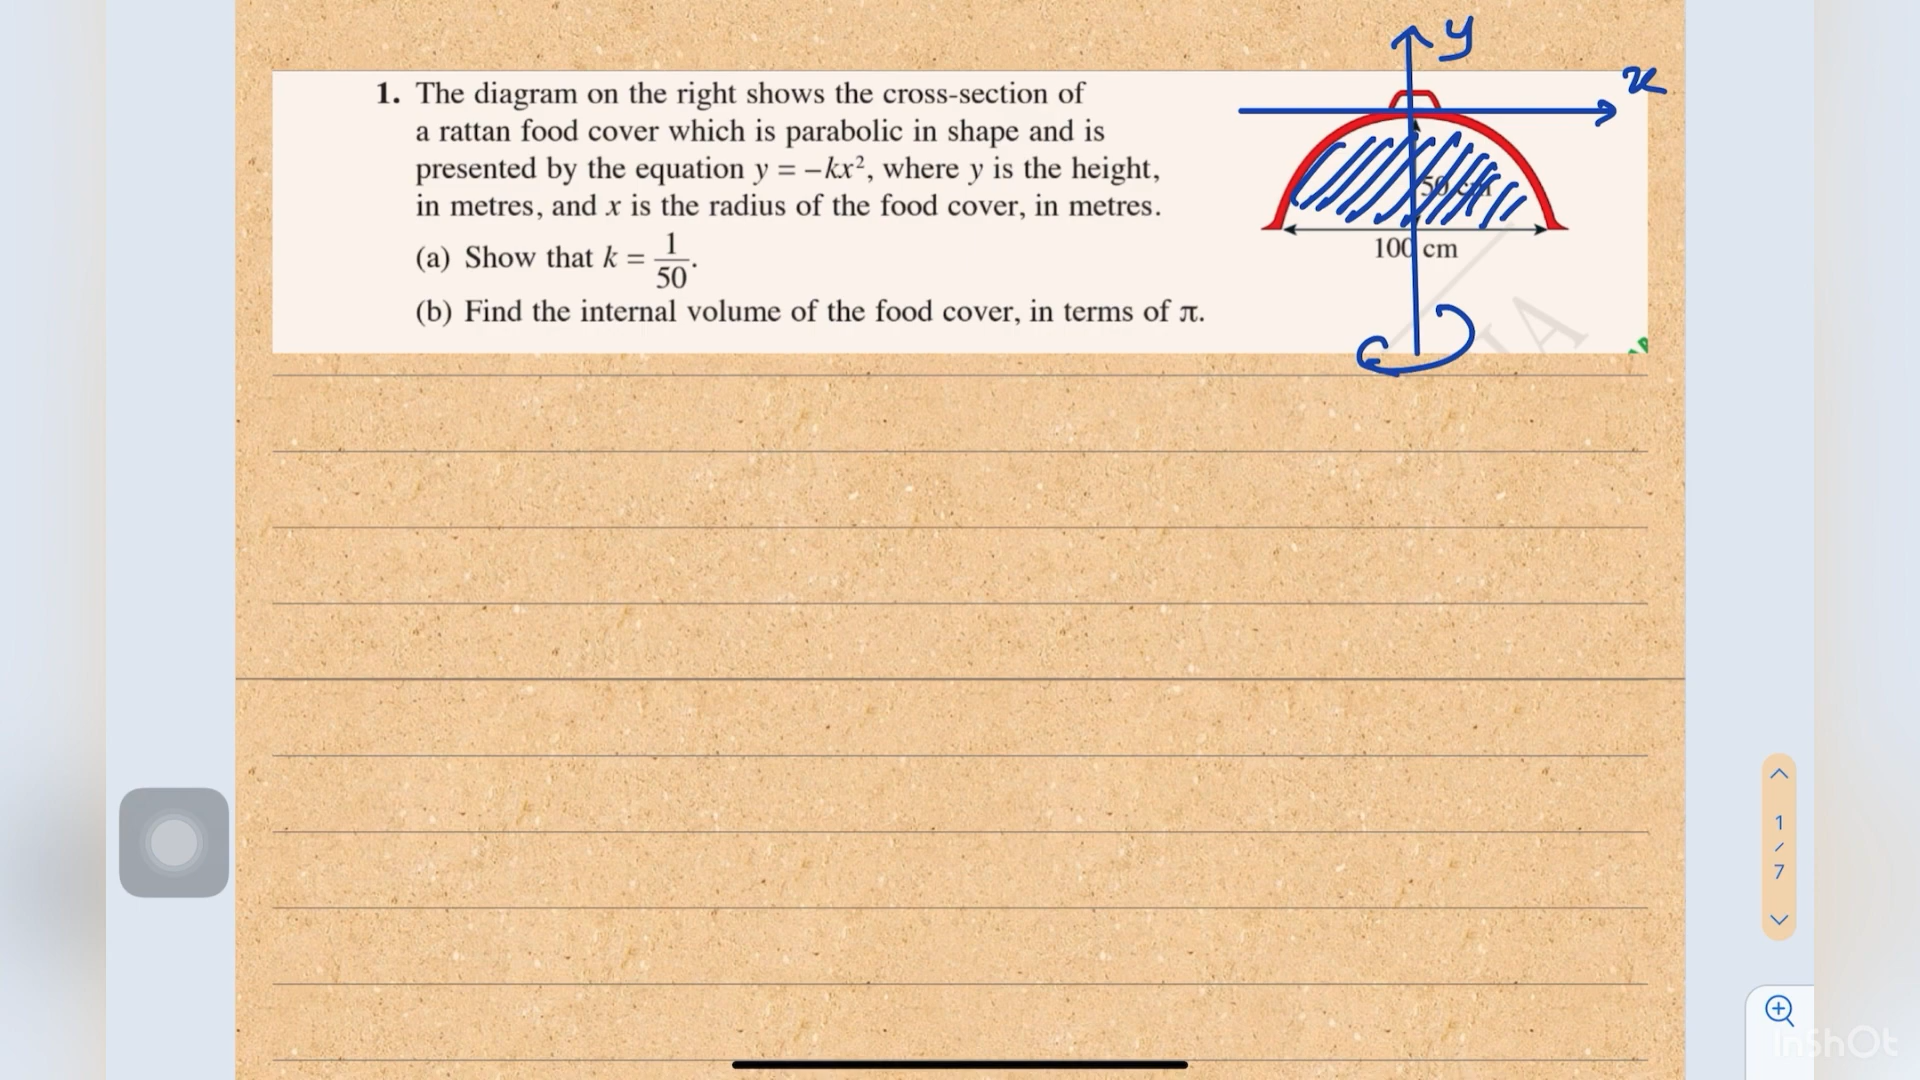 1. The diagram on the right shows the cross-section of
a rattan food cover which is parabolic in shape and is
presented by the equation y = –kx², where y is the height,
in metres, and x is the radius of the food cover, in metres.
(a) Show that k = 1/50.
(b) Find the internal volume of the food cover, in terms of π.
y
x
50 cm
100 cm
1
/
7
InShOt